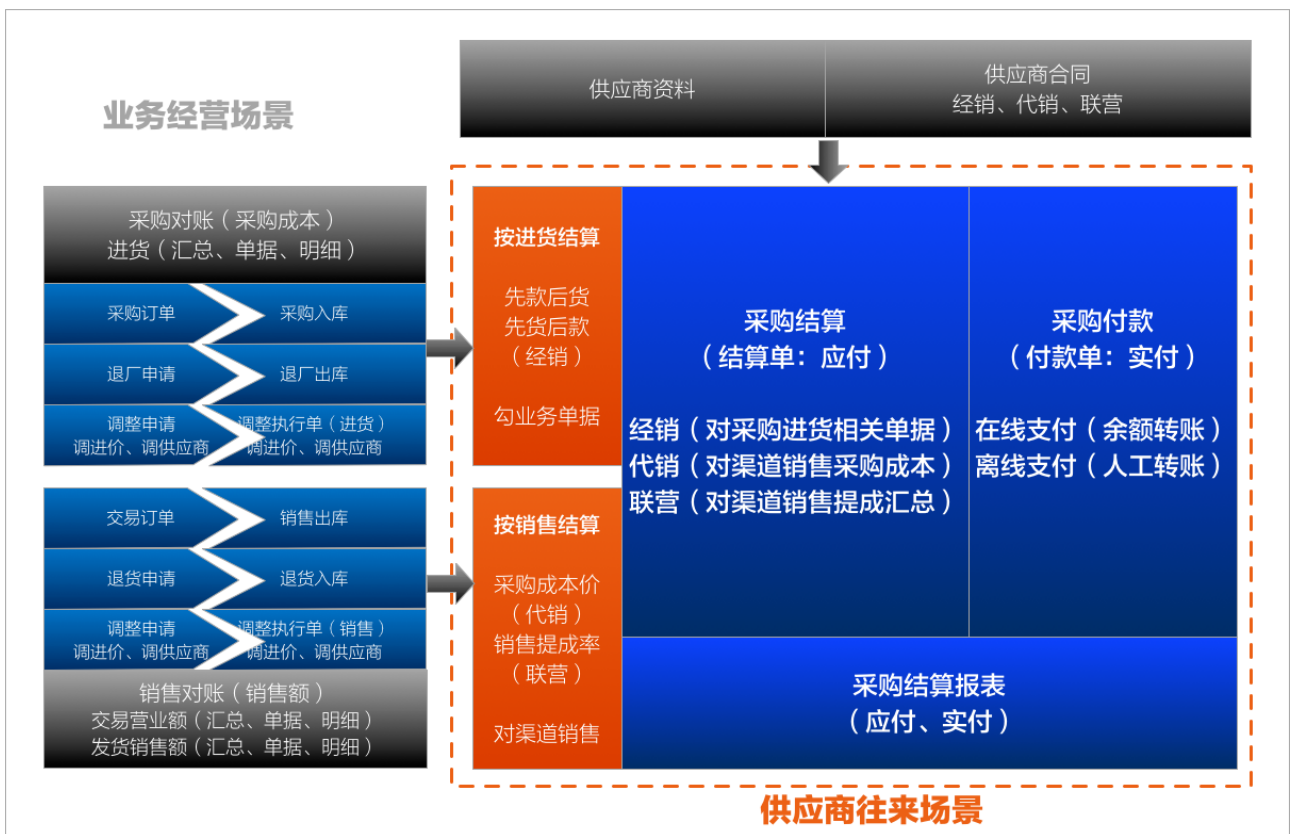 业务经营场景
供应商资料
供应商合同
经销、代销、联营
采购对账（采购成本）
进货（汇总、单据、明细）
采购订单
采购入库
退厂申请
退厂出库
调整申请
调进价、调供应商
调整执行单（进货）
调进价、调供应商
交易订单
销售出库
退货申请
退货入库
调整申请
调进价、调供应商
调整执行单（销售）
调进价、调供应商
销售对账（销售额）
交易营业额（汇总、单据、明细）
发货销售额（汇总、单据、明细）
按进货结算
先款后货
先货后款
（经销）
勾业务单据
按销售结算
采购成本价
（代销）
销售提成率
（联营）
对渠道销售
采购结算
（结算单：应付）
经销（对采购进货相关单据）
代销（对渠道销售采购成本）
联营（对渠道销售提成汇总）
采购付款
（付款单：实付）
在线支付（余额转账）
离线支付（人工转账）
采购结算报表
（应付、实付）
供应商往来场景